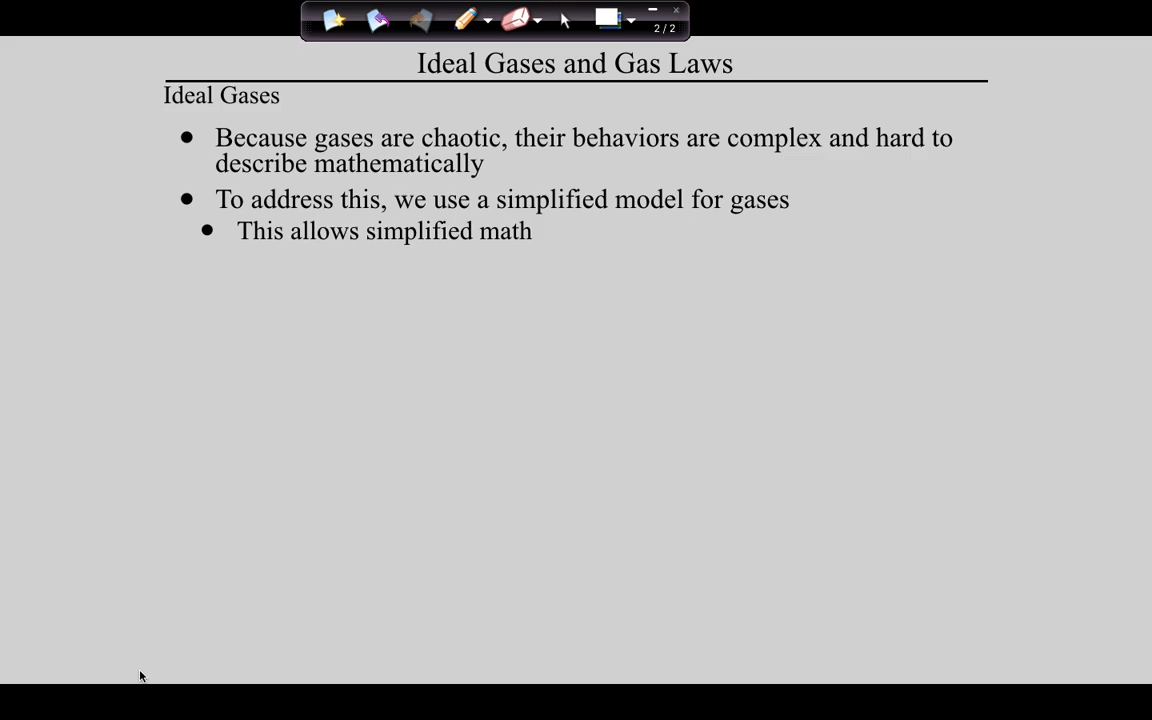 2 / 2
Ideal Gases and Gas Laws
Ideal Gases
● Because gases are chaotic, their behaviors are complex and hard to
describe mathematically
● To address this, we use a simplified model for gases
● This allows simplified math